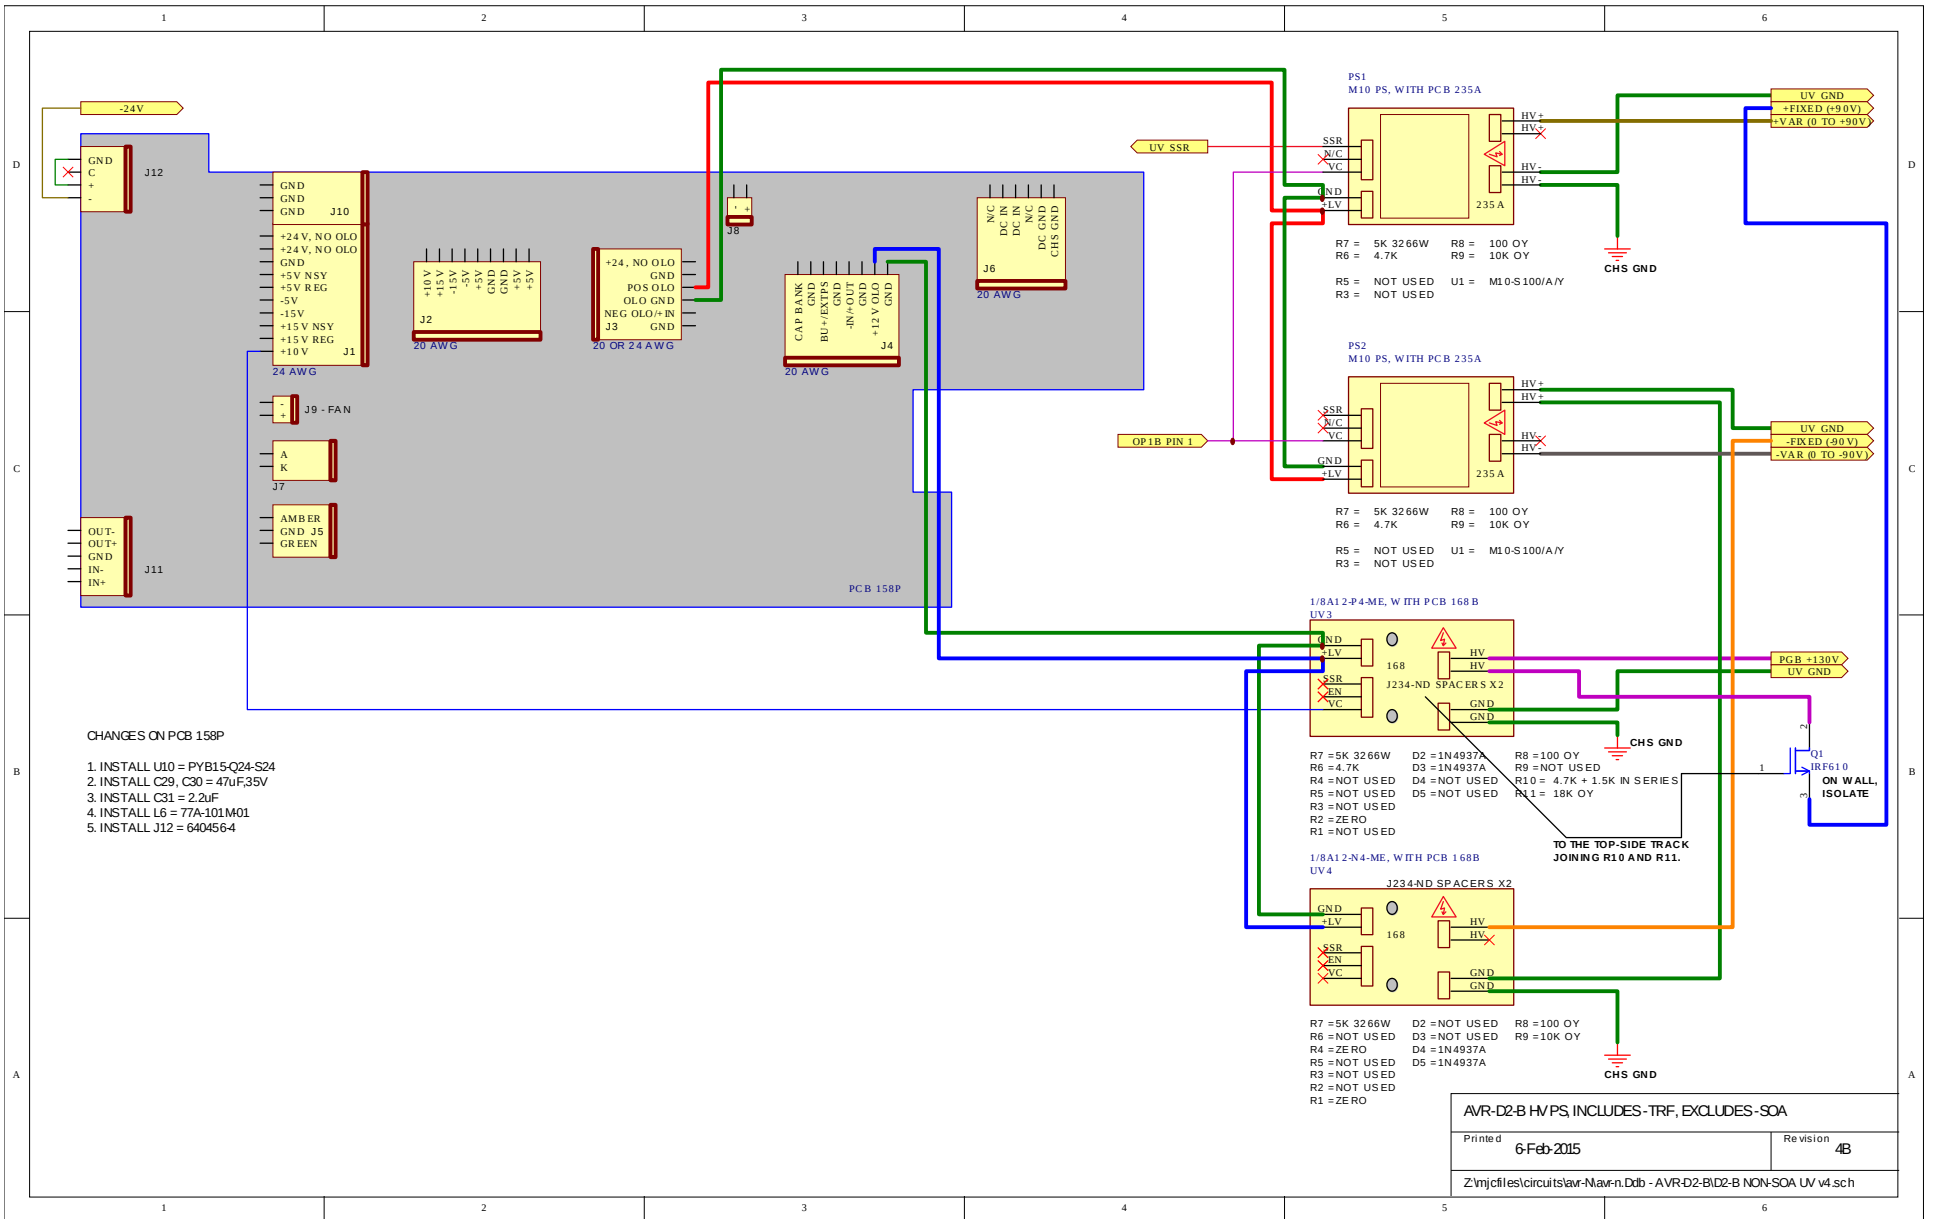 1 2 3 4 5 6
D
C
B
A
-24V
GND
C
+
-
J12
GND
GND
GND
J10
+24V, NO OLO
+24V, NO OLO
GND
+5V NSY
+5V REG
-5V
-15V
+15V NSY
+15V REG
+10V
J1
24 AWG
-
+
J9 - FAN
A
K
J7
AMBER
GND
GREEN
J5
OUT-
OUT+
GND
IN-
IN+
J11
+10V
-15V
-5V
+5V
GND
GND
+5V
+5V
J2
20 AWG
+24, NO OLO
GND
POS OLO
OLO GND
NEG OLO/+IN
GND
J3
20 OR 24 AWG
- +
J8
CAP BANK
GND
BU+/EXTPS
GND
-IN/+OUT
GND
+12V OLO
GND
J4
20 AWG
N/C
DC IN
DC IN
N/C
DC GND
CHS GND
J6
20 AWG
PCB 158P
CHANGES ON PCB 158P
1. INSTALL U10 = PYB15-Q24-S24
2. INSTALL C29, C30 = 47uF,35V
3. INSTALL C31 = 2.2uF
4. INSTALL L6 = 77A-101M-01
5. INSTALL J12 = 640456-4
UV SSR
OP1B PIN 1
PS1
M10 PS, WITH PCB 235A
SSR
N/C
VC
GND
+LV
HV+
HV+
HV-
HV-
235A
R7 = 5K 3266W R8 = 100 OY
R6 = 4.7K R9 = 10K OY
R5 = NOT USED U1 = M10-S100/A/Y
R3 = NOT USED
CHS GND
UV GND
+FIXED (+90V)
+VAR (0 TO +90V)
PS2
M10 PS, WITH PCB 235A
SSR
N/C
VC
GND
+LV
HV+
HV+
HV-
HV-
235A
R7 = 5K 3266W R8 = 100 OY
R6 = 4.7K R9 = 10K OY
R5 = NOT USED U1 = M10-S100/A/Y
R3 = NOT USED
UV GND
-FIXED (-90V)
-VAR (0 TO -90V)
1/8A12-P4-ME, WITH PCB 168B
UV3
GND
+LV
SSR
EN
VC
168
HV
HV
J234-ND SPACERS X2
GND
GND
CHS GND
PGB +130V
UV GND
R7 =5K 3266W D2 =1N4937A R8 =100 OY
R6 =4.7K D3 =1N4937A R9 =NOT USED
R4 =NOT USED D4 =NOT USED R10 = 4.7K + 1.5K IN SERIES
R5 =NOT USED D5 =NOT USED R11 = 18K OY
R3 =NOT USED
R2 =ZERO
R1 =NOT USED
2
1
3
Q1
IRF610
ON WALL,
ISOLATE
TO THE TOP-SIDE TRACK
JOINING R10 AND R11.
1/8A12-N4-ME, WITH PCB 168B
UV4
J234-ND SPACERS X2
GND
+LV
SSR
EN
VC
168
HV
HV
GND
GND
R7 =5K 3266W D2 =NOT USED R8 =100 OY
R6 =NOT USED D3 =NOT USED R9 =10K OY
R4 =ZERO D4 =1N4937A
R5 =NOT USED D5 =1N4937A
R3 =NOT USED
R2 =NOT USED
R1 =ZERO
CHS GND
AVR-D2-B HV PS, INCLUDES -TRF, EXCLUDES -SOA
Printed 6-Feb-2015
Revision 4B
Z:\mjcfiles\circuits\avr-N\avr-n.Ddb - AVR-D2-B\D2-B NON-SOA UV v4.sch
D
C
B
A
1 2 3 4 5 6